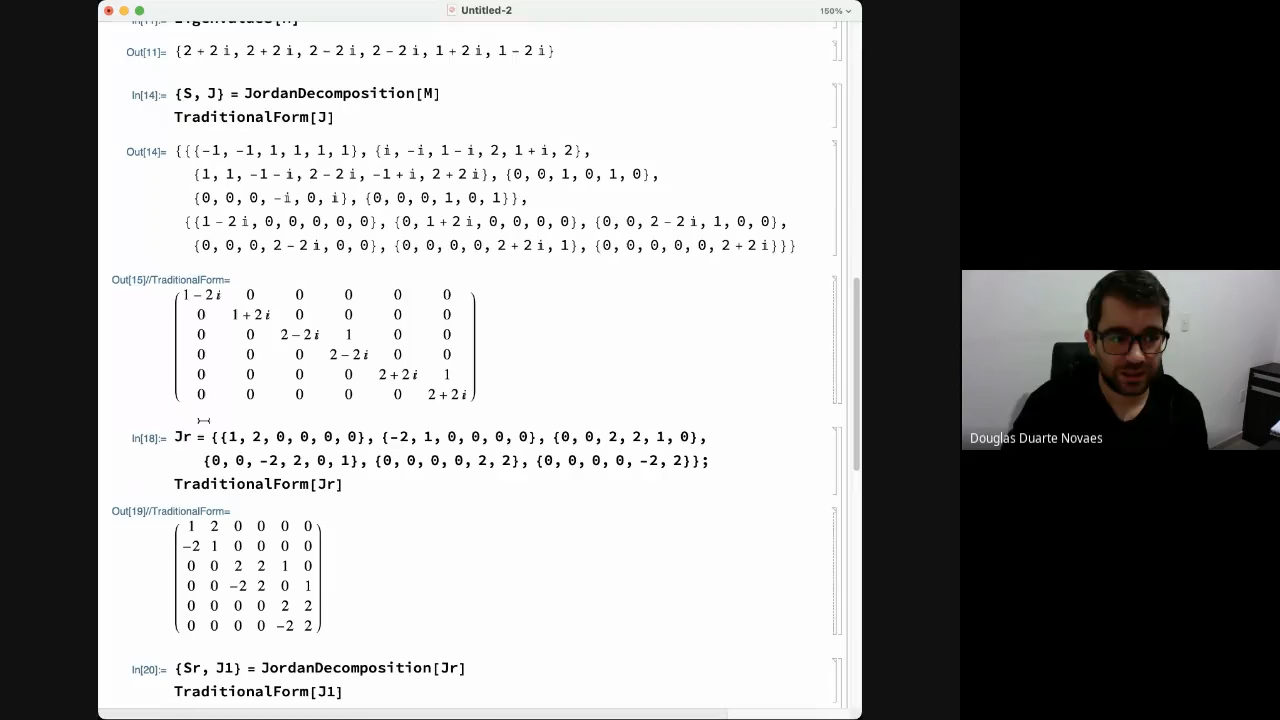 Untitled-2
150%
In[11]:= Eigenvalues[M]
Out[11]= {2 + 2 i, 2 + 2 i, 2 - 2 i, 2 - 2 i, 1 + 2 i, 1 - 2 i}
In[14]:= {S, J} = JordanDecomposition[M]
TraditionalForm[J]
Out[14]= {{{-1, -1, 1, 1, 1, 1}, {i, -i, 1 - i, 2, 1 + i, 2},
{1, 1, -1 - i, 2 - 2 i, -1 + i, 2 + 2 i}, {0, 0, 1, 0, 1, 0},
{0, 0, 0, -i, 0, i}, {0, 0, 0, 1, 0, 1}},
{{1 - 2 i, 0, 0, 0, 0, 0}, {0, 1 + 2 i, 0, 0, 0, 0}, {0, 0, 2 - 2 i, 1, 0, 0},
{0, 0, 0, 2 - 2 i, 0, 0}, {0, 0, 0, 0, 2 + 2 i, 1}, {0, 0, 0, 0, 0, 2 + 2 i}}}
Out[15]//TraditionalForm=
1 - 2 i 0 0 0 0 0
0 1 + 2 i 0 0 0 0
0 0 2 - 2 i 1 0 0
0 0 0 2 - 2 i 0 0
0 0 0 0 2 + 2 i 1
0 0 0 0 0 2 + 2 i
In[18]:= Jr = {{1, 2, 0, 0, 0, 0}, {-2, 1, 0, 0, 0, 0}, {0, 0, 2, 2, 1, 0},
{0, 0, -2, 2, 0, 1}, {0, 0, 0, 0, 2, 2}, {0, 0, 0, 0, -2, 2}};
TraditionalForm[Jr]
Out[19]//TraditionalForm=
1 2 0 0 0 0
-2 1 0 0 0 0
0 0 2 2 1 0
0 0 -2 2 0 1
0 0 0 0 2 2
0 0 0 0 -2 2
In[20]:= {Sr, J1} = JordanDecomposition[Jr]
TraditionalForm[J1]
Douglas Duarte Novaes